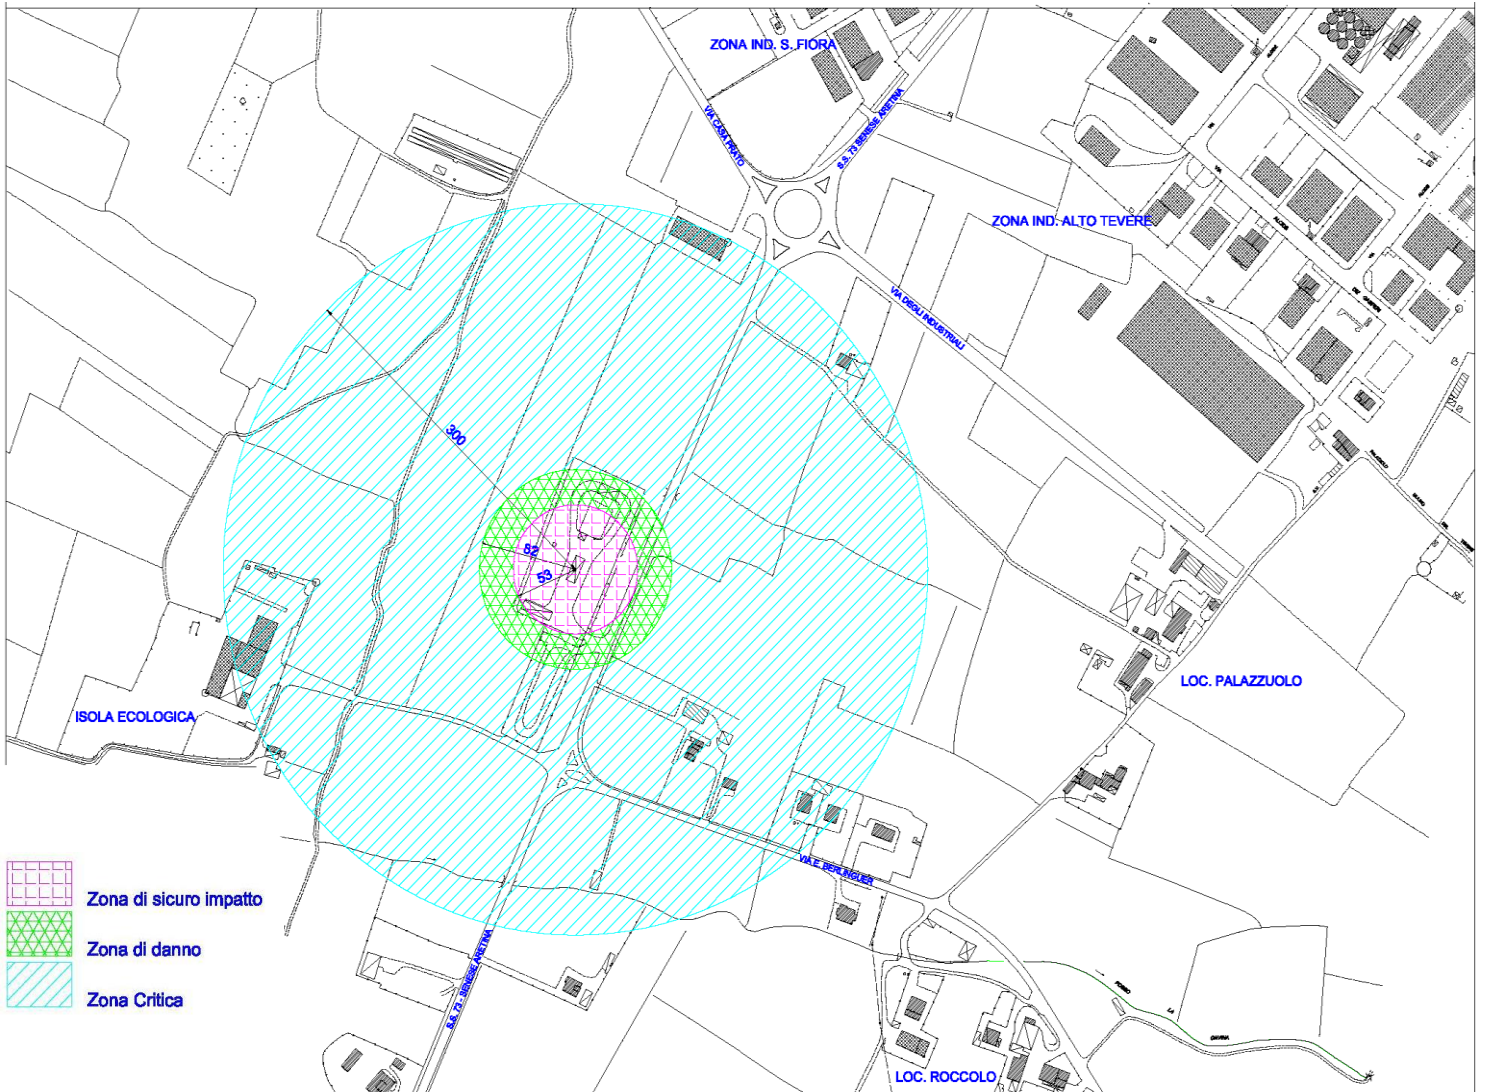 ZONA IND. S. FIORA
VIA CASA PRATO
S.S. 73 SENESE ARETINA
ZONA IND. ALTO TEVERE
VIA DEGLI INDUSTRIALI
300
82
53
ISOLA ECOLOGICA
LOC. PALAZZUOLO
VIA E. BERLINGUER
S.S. 73 - SENESE ARETINA
LOC. ROCCOLO
FOSSO
LA
Zona di sicuro impatto
Zona di danno
Zona Critica